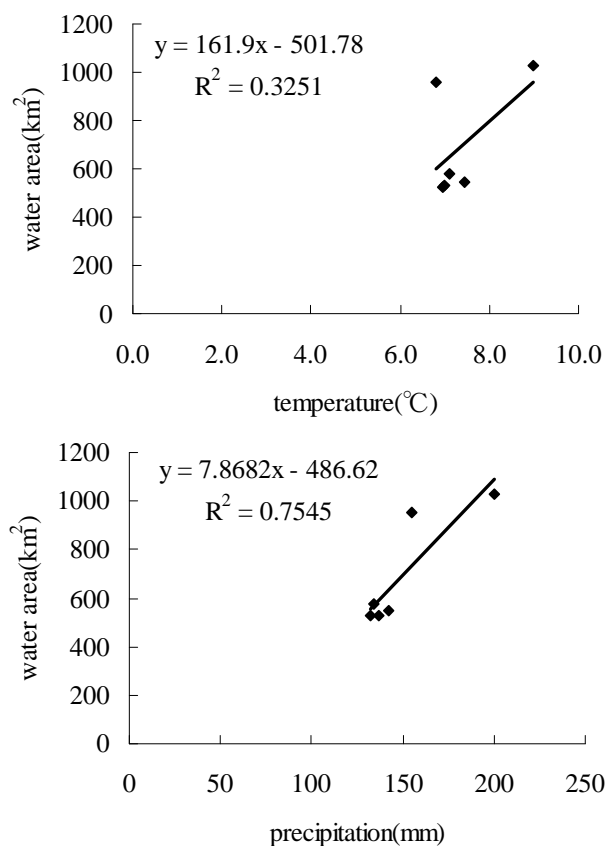 y = 161.9x - 501.78
R² = 0.3251
water area(km²)
1200
1000
800
600
400
200
0
0.0 2.0 4.0 6.0 8.0 10.0
temperature(℃)
y = 7.8682x - 486.62
R² = 0.7545
water area(km²)
1200
1000
800
600
400
200
0
0 50 100 150 200 250
precipitation(mm)